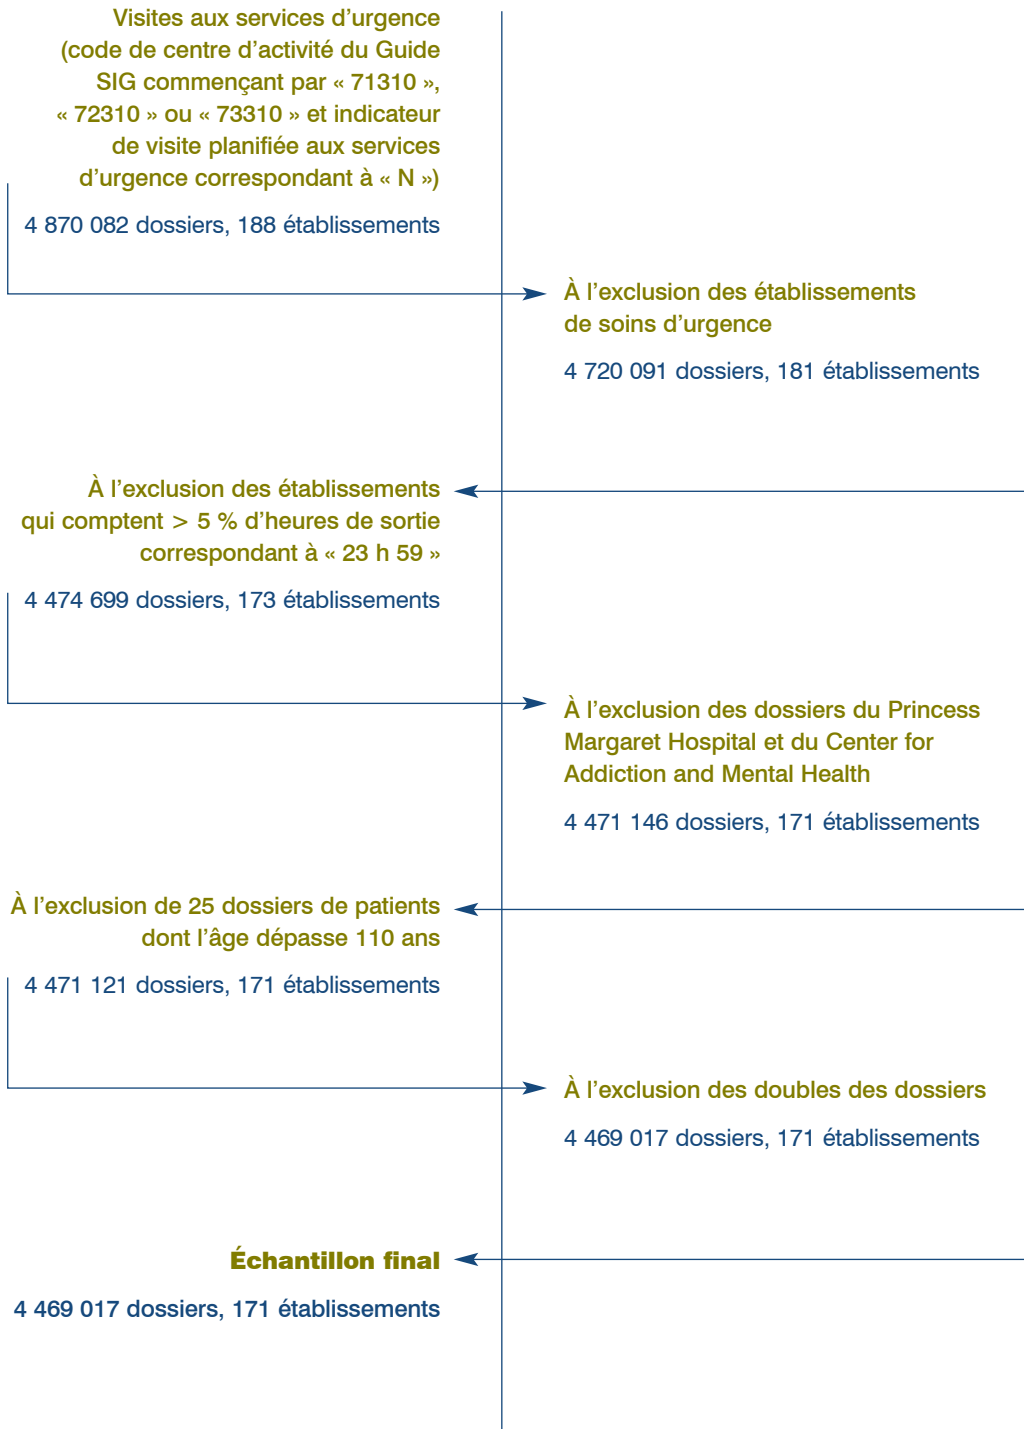 Visites aux services d’urgence
(code de centre d’activité du Guide
SIG commençant par « 71310 »,
« 72310 » ou « 73310 » et indicateur
de visite planifiée aux services
d’urgence correspondant à « N »)
4 870 082 dossiers, 188 établissements
À l’exclusion des établissements
de soins d’urgence
4 720 091 dossiers, 181 établissements
À l’exclusion des établissements
qui comptent > 5 % d’heures de sortie
correspondant à « 23 h 59 »
4 474 699 dossiers, 173 établissements
À l’exclusion des dossiers du Princess
Margaret Hospital et du Center for
Addiction and Mental Health
4 471 146 dossiers, 171 établissements
À l’exclusion de 25 dossiers de patients
dont l’âge dépasse 110 ans
4 471 121 dossiers, 171 établissements
À l’exclusion des doubles des dossiers
4 469 017 dossiers, 171 établissements
Échantillon final
4 469 017 dossiers, 171 établissements